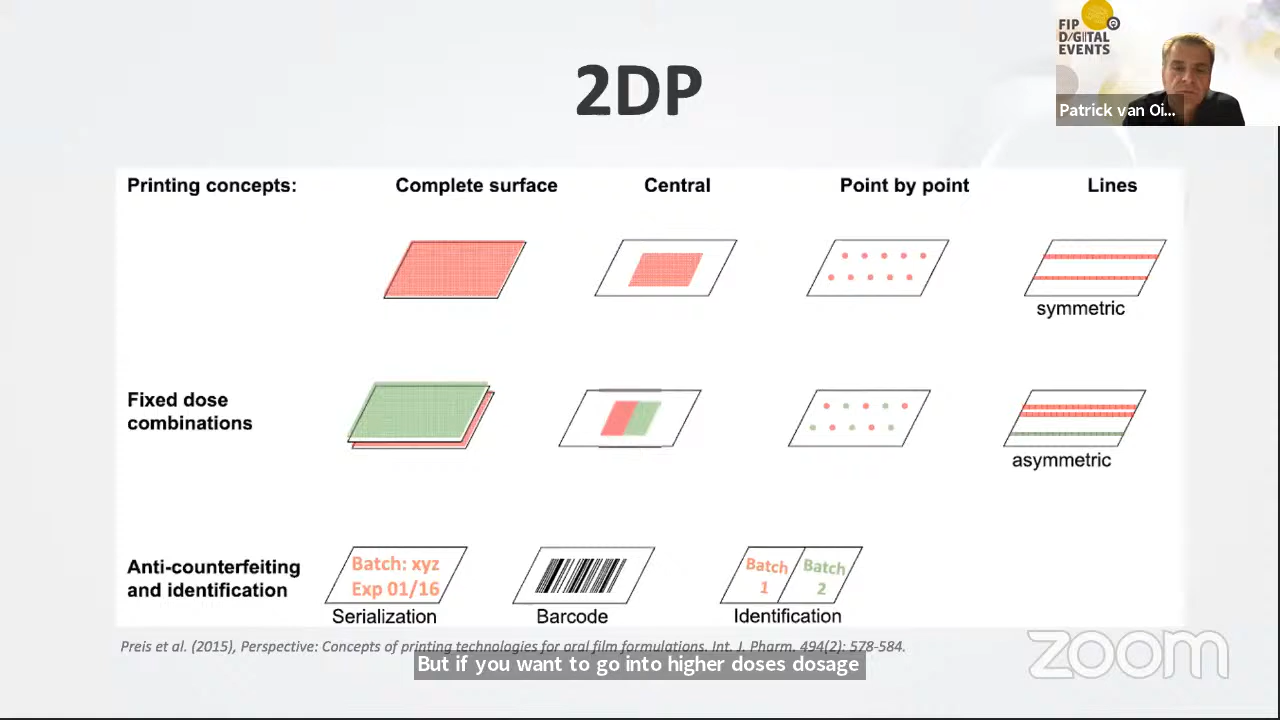 FIP
DIGITAL
EVENTS
Patrick van Oi...
2DP
Printing concepts:
Complete surface
Central
Point by point
Lines
symmetric
Fixed dose
combinations
asymmetric
Anti-counterfeiting
and identification
Batch: xyz
Exp 01/16
Serialization
Barcode
Batch
1
Batch
2
Identification
Preis et al. (2015), Perspective: Concepts of printing technologies for oral film formulations. Int. J. Pharm. 494(2): 578-584.
But if you want to go into higher doses dosage
zoom